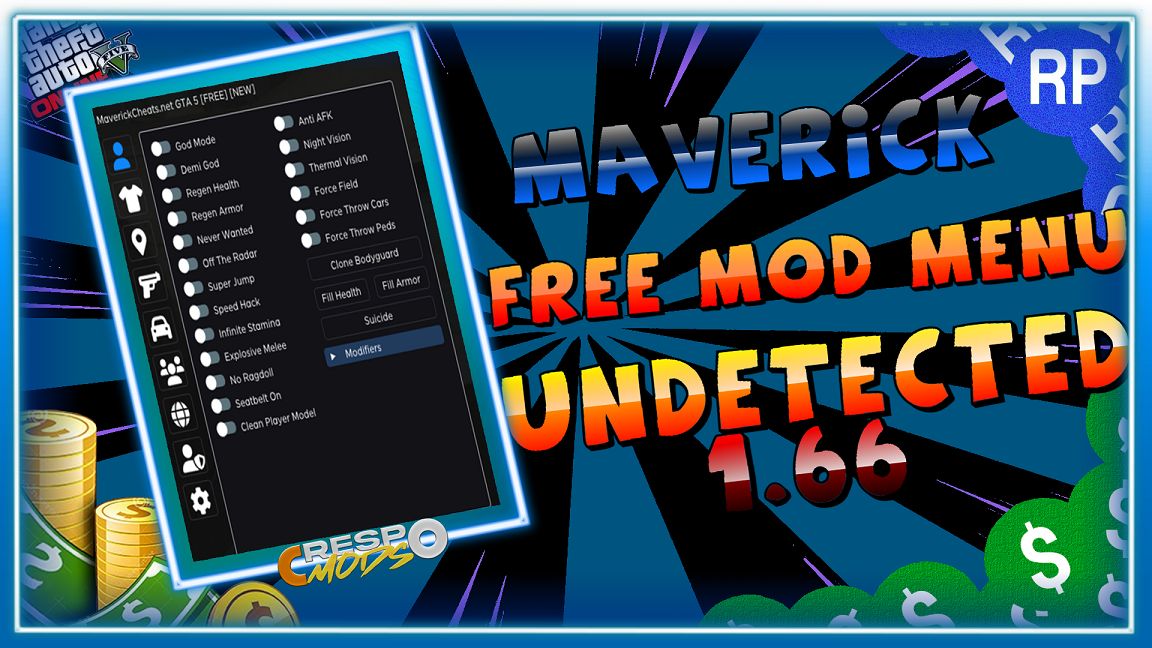 grand
theft
auto
FIVE
ONLINE
MaverickCheats.net GTA 5 [FREE] [NEW]
God Mode
Demi God
Regen Health
Regen Armor
Never Wanted
Off The Radar
Super Jump
Speed Hack
Infinite Stamina
Explosive Melee
No Ragdoll
Seatbelt On
Clean Player Model
Anti AFK
Night Vision
Thermal Vision
Force Field
Force Throw Cars
Force Throw Peds
Clone Bodyguard
Fill Health Fill Armor
Suicide
Modifiers
CRESPO
MODS
MAVERiCK
FREE MOD MENU
UNDETECTED
1.66
RP
$
$